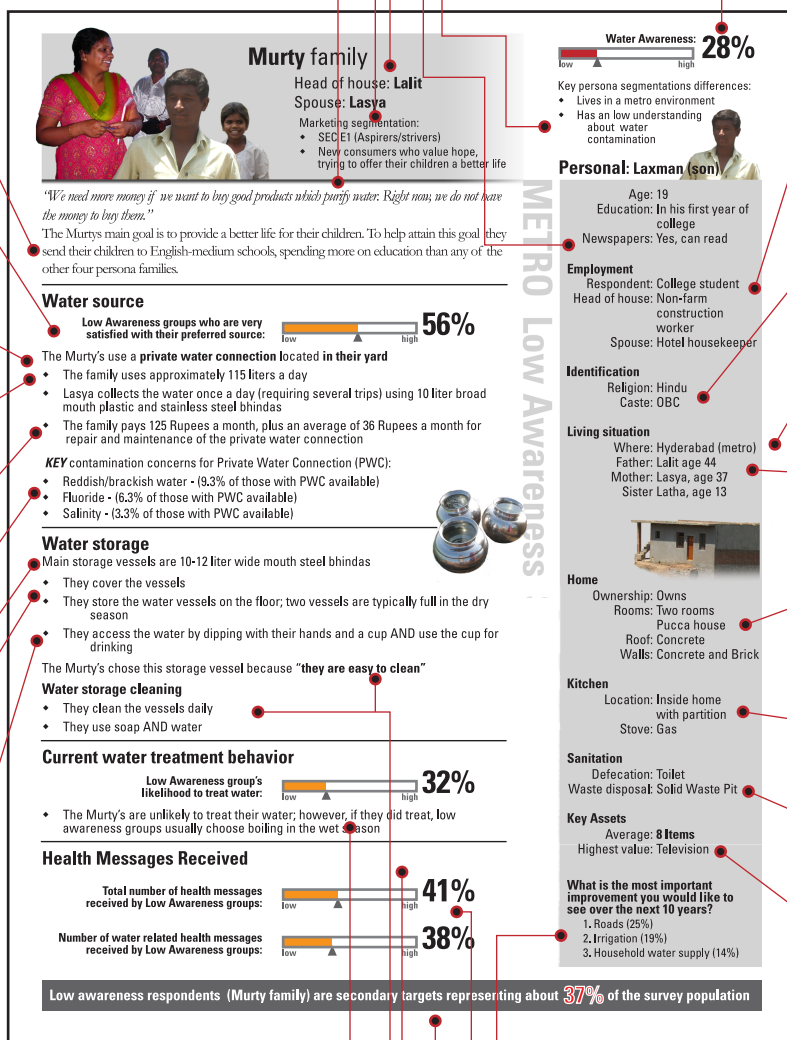 Murty family
Head of house: Lalit
Spouse: Lasya
Marketing segmentation:
◆ SEC E1 (Aspirers/strivers)
◆ New consumers who value hope,
trying to offer their children a better life
Water Awareness: 28%
low high
Key persona segmentations differences:
◆ Lives in a metro environment
◆ Has an low understanding
about water
contamination
"We need more money if we want to buy good products which purify water. Right now, we do not have
the money to buy them."
The Murtys main goal is to provide a better life for their children. To help attain this goal they
send their children to English-medium schools, spending more on education than any of the
other four persona families.
Water source
Low Awareness groups who are very
satisfied with their preferred source:
low high 56%
The Murty's use a private water connection located in their yard
◆ The family uses approximately 115 liters a day
◆ Lasya collects the water once a day (requiring several trips) using 10 liter broad
mouth plastic and stainless steel bhindas
◆ The family pays 125 Rupees a month, plus an average of 36 Rupees a month for
repair and maintenance of the private water connection
KEY contamination concerns for Private Water Connection (PWC):
◆ Reddish/brackish water - (9.3% of those with PWC available)
◆ Fluoride - (6.3% of those with PWC available)
◆ Salinity - (3.3% of those with PWC available)
Water storage
Main storage vessels are 10-12 liter wide mouth steel bhindas
◆ They cover the vessels
◆ They store the water vessels on the floor; two vessels are typically full in the dry
season
◆ They access the water by dipping with their hands and a cup AND use the cup for
drinking
The Murty's chose this storage vessel because "they are easy to clean"
Water storage cleaning
◆ They clean the vessels daily
◆ They use soap AND water
Current water treatment behavior
Low Awareness group's
likelihood to treat water:
low high 32%
◆ The Murty's are unlikely to treat their water; however, if they did treat, low
awareness groups usually choose boiling in the wet season
Health Messages Received
Total number of health messages
received by Low Awareness groups:
low high 41%
Number of water related health messages
received by Low Awareness groups:
low high 38%
METRO Low Awareness
Personal: Laxman (son)
Age: 19
Education: In his first year of
college
Newspapers: Yes, can read
Employment
Respondent: College student
Head of house: Non-farm
construction
worker
Spouse: Hotel housekeeper
Identification
Religion: Hindu
Caste: OBC
Living situation
Where: Hyderabad (metro)
Father: Lalit age 44
Mother: Lasya, age 37
Sister Latha, age 13
Home
Ownership: Owns
Rooms: Two rooms
Pucca house
Roof: Concrete
Walls: Concrete and Brick
Kitchen
Location: Inside home
with partition
Stove: Gas
Sanitation
Defecation: Toilet
Waste disposal: Solid Waste Pit
Key Assets
Average: 8 Items
Highest value: Television
What is the most important
improvement you would like to
see over the next 10 years?
1. Roads (25%)
2. Irrigation (19%)
3. Household water supply (14%)
Low awareness respondents (Murty family) are secondary targets representing about 37% of the survey population